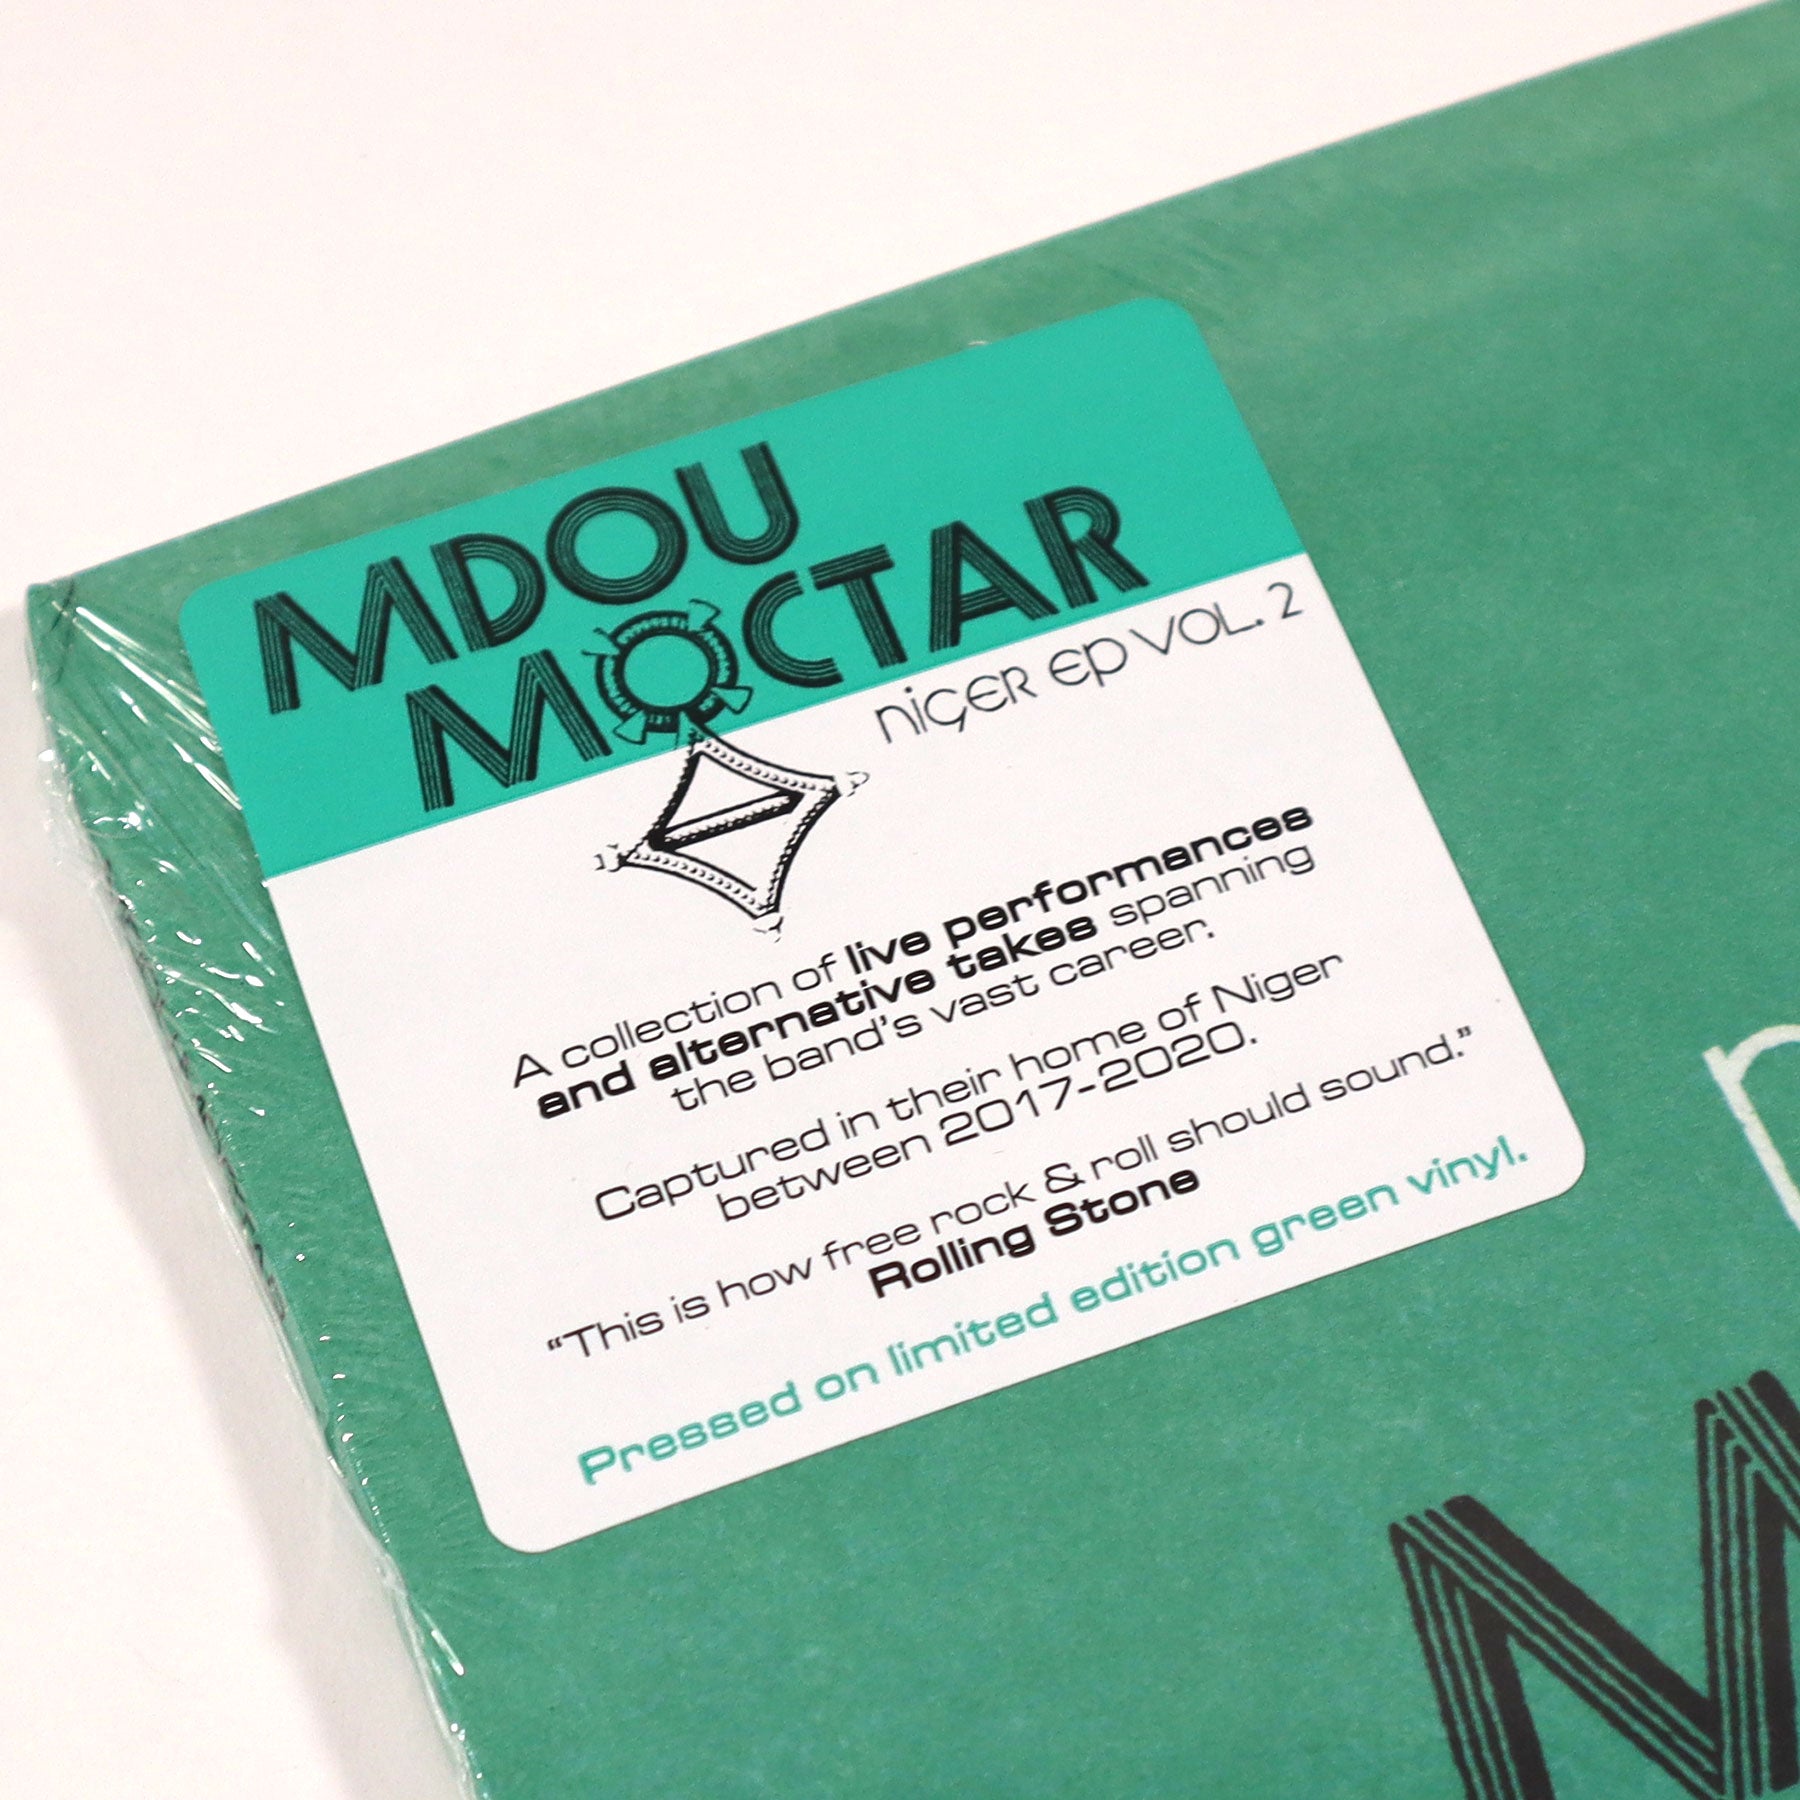 MDOU
MOCTAR
NIGER EP VOL. 2
A collection of live performances
and alternative takes spanning
the band's vast career.
Captured in their home of Niger
between 2017-2020.
“This is how free rock & roll should sound.”
Rolling Stone
Pressed on limited edition green vinyl.
n
M